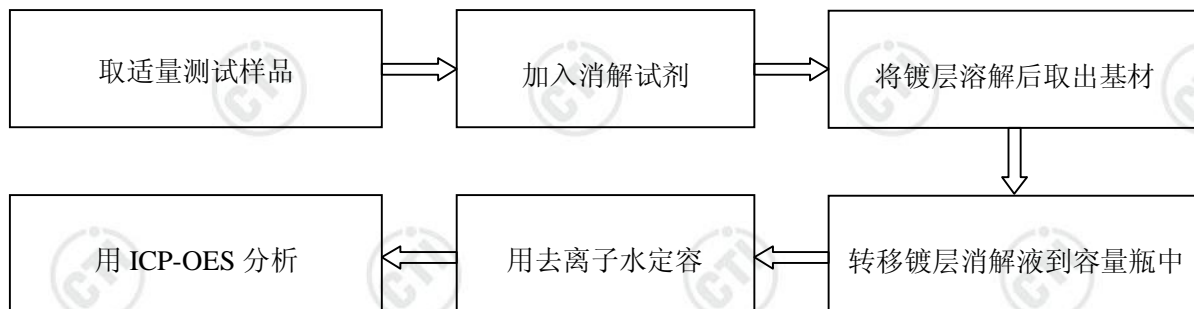 取适量测试样品
加入消解试剂
将镀层溶解后取出基材
转移镀层消解液到容量瓶中
用去离子水定容
用 ICP-OES 分析